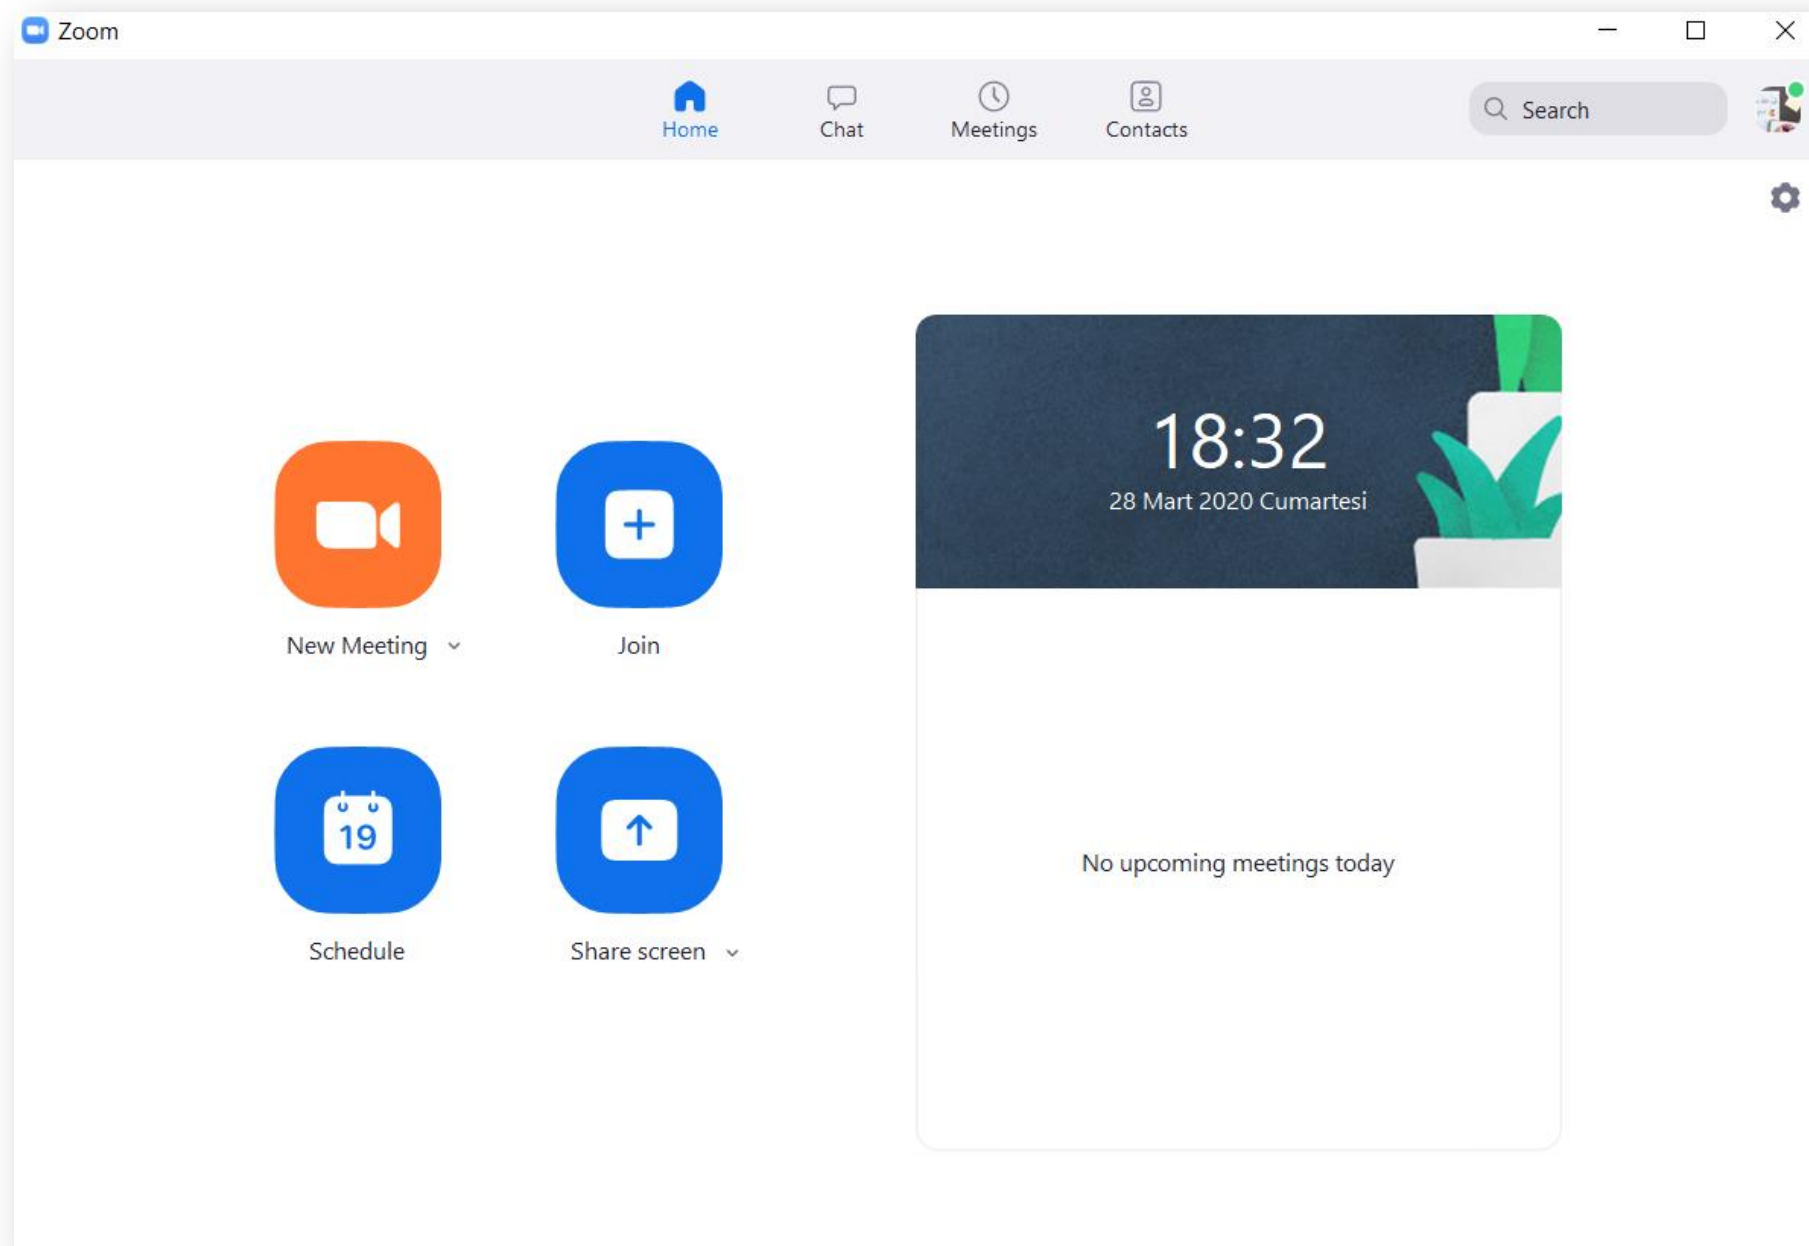 Zoom
Home
Chat
Meetings
Contacts
Search
18:32
28 Mart 2020 Cumartesi
New Meeting
Join
19
Schedule
Share screen
No upcoming meetings today